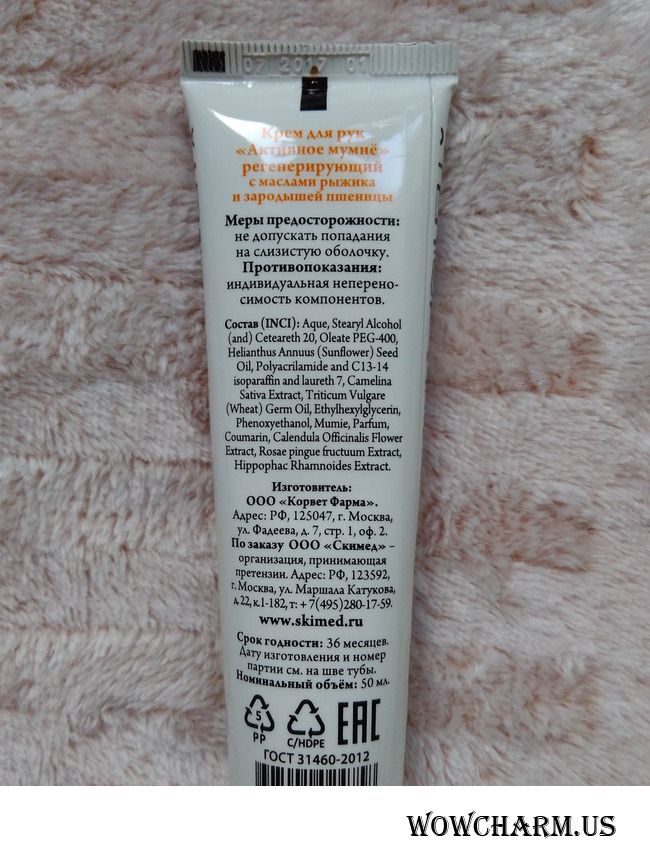 07 2017 01
Крем для рук
«Активное мумиё»
регенерирующий
с маслами рыжика
и зародышей пшеницы
Меры предосторожности:
не допускать попадания
на слизистую оболочку.
Противопоказания:
индивидуальная неперено-
симость компонентов.
Состав (INCI): Aque, Stearyl Alcohol
(and) Ceteareth 20, Oleate PEG-400,
Helianthus Annuus (Sunflower) Seed
Oil, Polyacrilamide and C13-14
isoparaffin and laureth 7, Camelina
Sativa Extract, Triticum Vulgare
(Wheat) Germ Oil, Ethylhexylglycerin,
Phenoxyethanol, Mumie, Parfum,
Coumarin, Calendula Officinalis Flower
Extract, Rosae pingue fructuum Extract,
Hippophac Rhamnoides Extract.
Изготовитель:
ООО «Корвет Фарма».
Адрес: РФ, 125047, г. Москва,
ул. Фадеева, д. 7, стр. 1, оф. 2.
По заказу ООО «Скимед» –
организация, принимающая
претензии. Адрес: РФ, 123592,
г. Москва, ул. Маршала Катукова,
д.22, к.1-182, т: +7(495)280-17-59.
www.skimed.ru
Срок годности: 36 месяцев.
Дату изготовления и номер
партии см. на шве тубы.
Номинальный объём: 50 мл.
5
PP
C/HDPE
EAC
ГОСТ 31460-2012
WOWCHARM.US